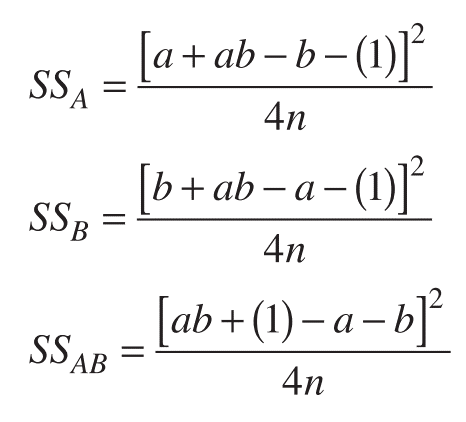 SS_A = [a + ab − b − (1)]² / 4n
SS_B = [b + ab − a − (1)]² / 4n
SS_AB = [ab + (1) − a − b]² / 4n